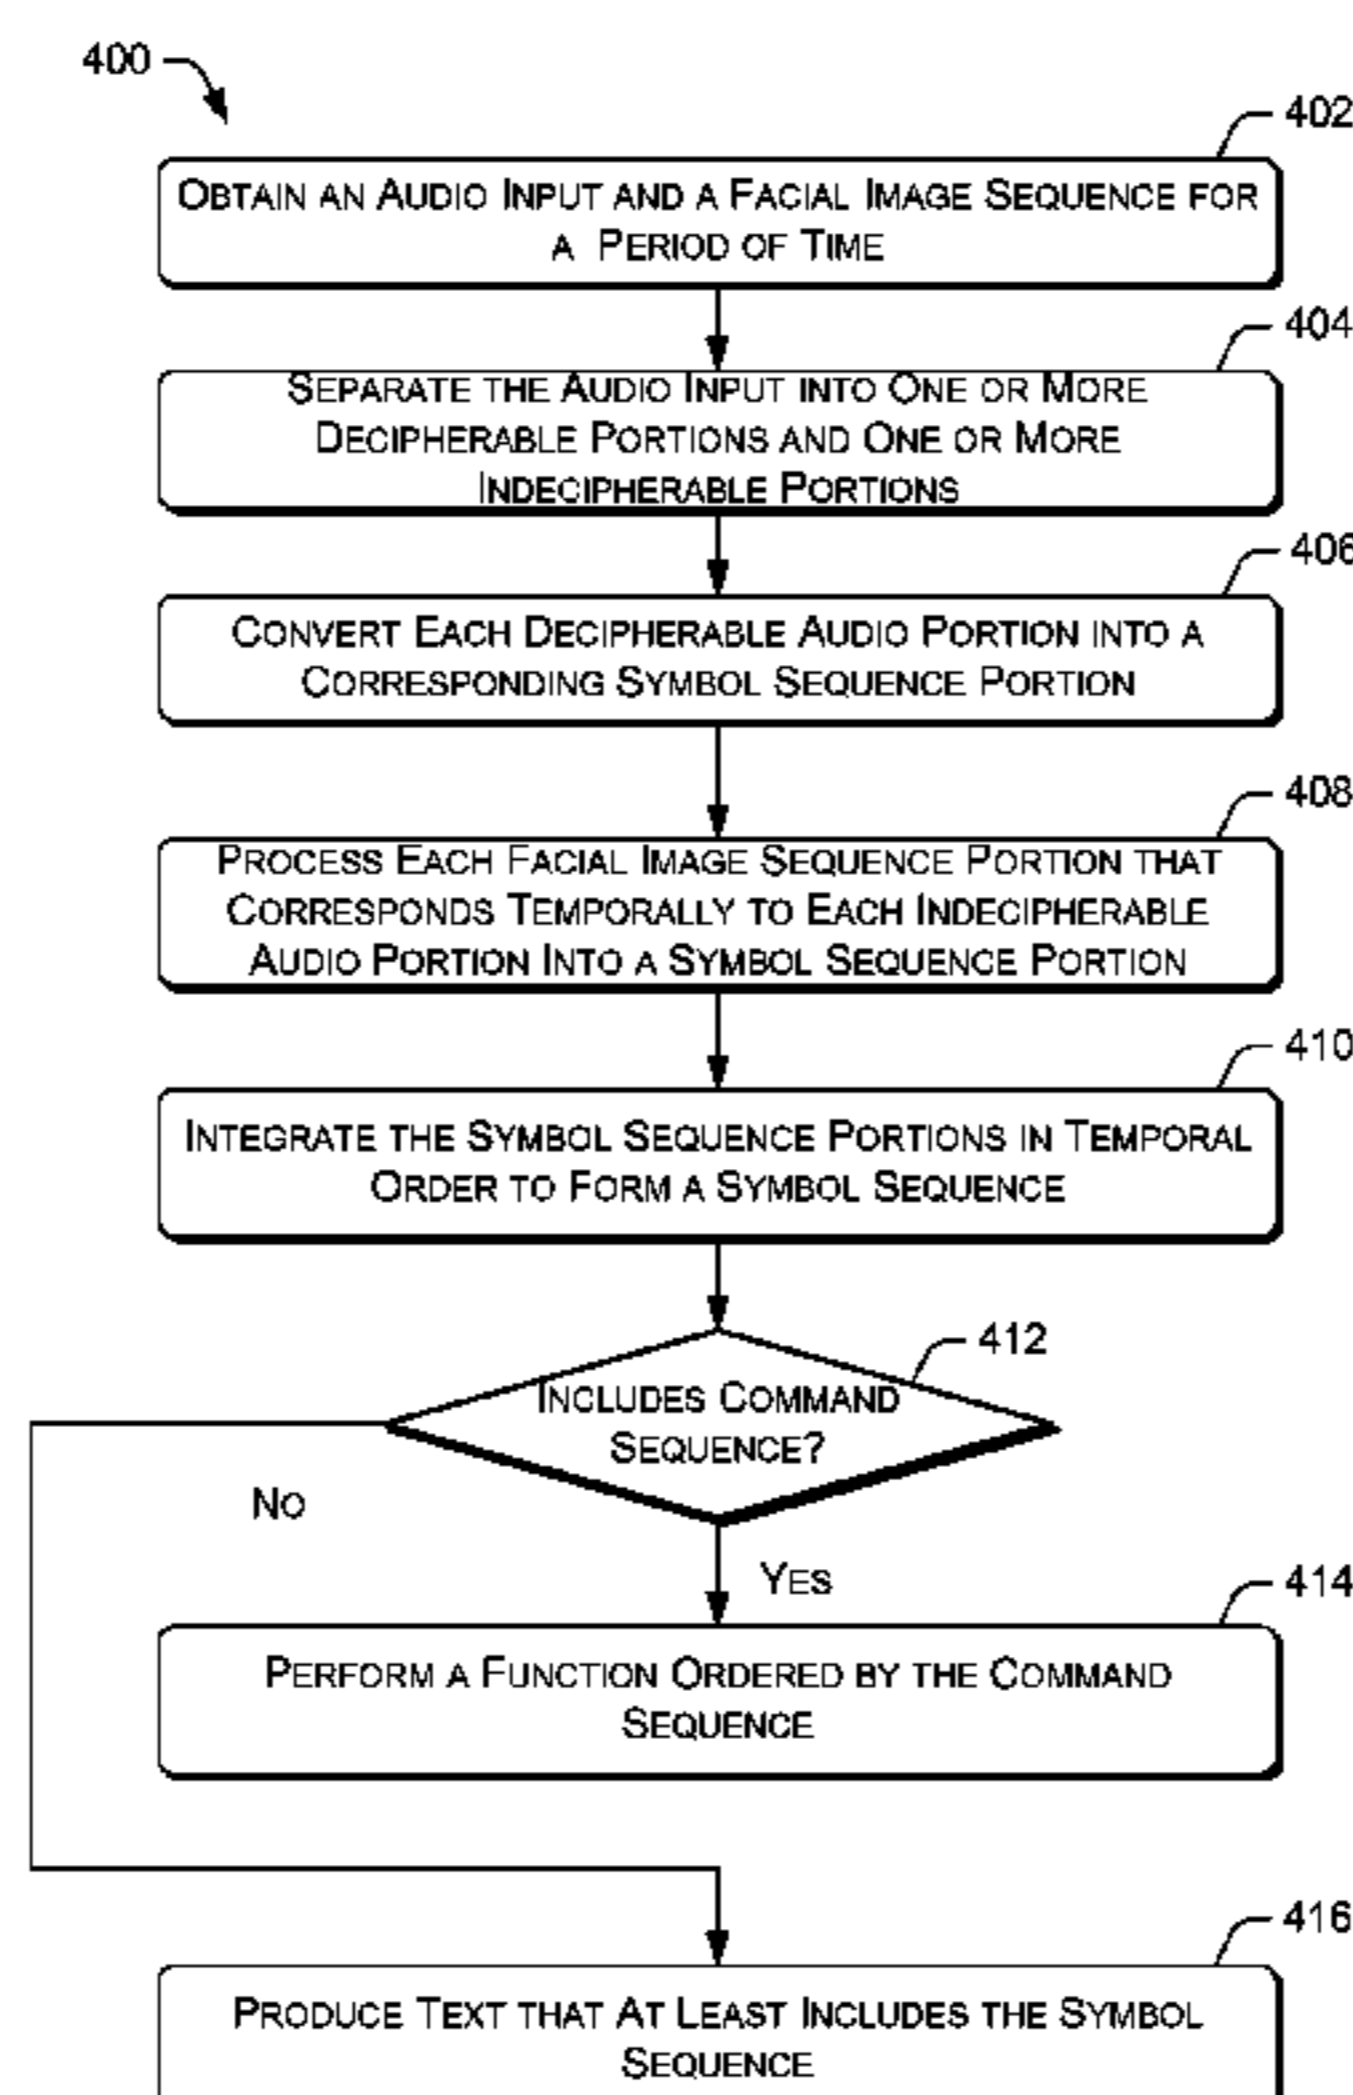 400
402
OBTAIN AN AUDIO INPUT AND A FACIAL IMAGE SEQUENCE FOR
A PERIOD OF TIME
404
SEPARATE THE AUDIO INPUT INTO ONE OR MORE
DECIPHERABLE PORTIONS AND ONE OR MORE
INDECIPHERABLE PORTIONS
406
CONVERT EACH DECIPHERABLE AUDIO PORTION INTO A
CORRESPONDING SYMBOL SEQUENCE PORTION
408
PROCESS EACH FACIAL IMAGE SEQUENCE PORTION THAT
CORRESPONDS TEMPORALLY TO EACH INDECIPHERABLE
AUDIO PORTION INTO A SYMBOL SEQUENCE PORTION
410
INTEGRATE THE SYMBOL SEQUENCE PORTIONS IN TEMPORAL
ORDER TO FORM A SYMBOL SEQUENCE
412
INCLUDES COMMAND
SEQUENCE?
NO
YES
414
PERFORM A FUNCTION ORDERED BY THE COMMAND
SEQUENCE
416
PRODUCE TEXT THAT AT LEAST INCLUDES THE SYMBOL
SEQUENCE